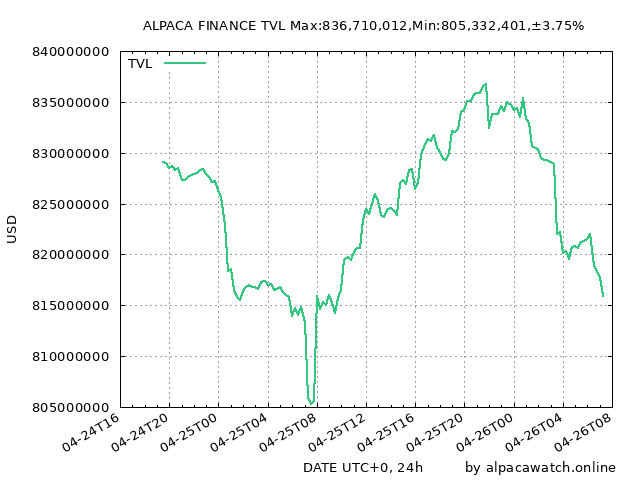 ALPACA FINANCE TVL Max:836,710,012,Min:805,332,401,±3.75%
840000000
TVL
835000000
830000000
825000000
USD
820000000
815000000
810000000
805000000
04-24T16 04-24T20 04-25T00 04-25T04 04-25T08 04-25T12 04-25T16 04-25T20 04-26T00 04-26T04 04-26T08
DATE UTC+0, 24h by alpacawatch.online